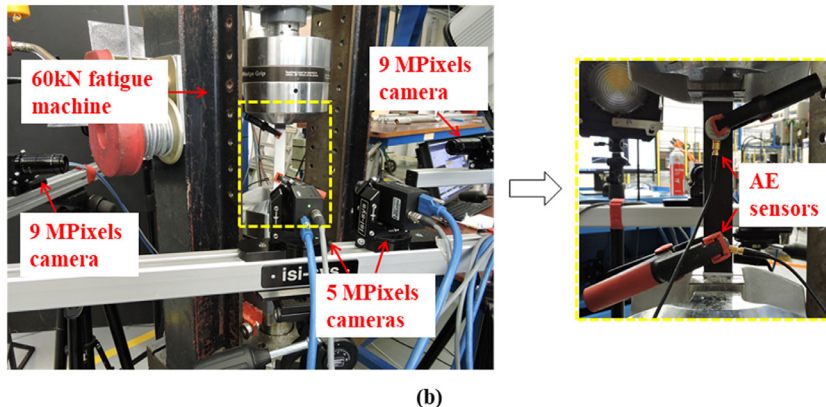 60kN fatigue
machine
9 MPixels
camera
9 MPixels
camera
5 MPixels
cameras
isi-sys
AE
sensors
(b)